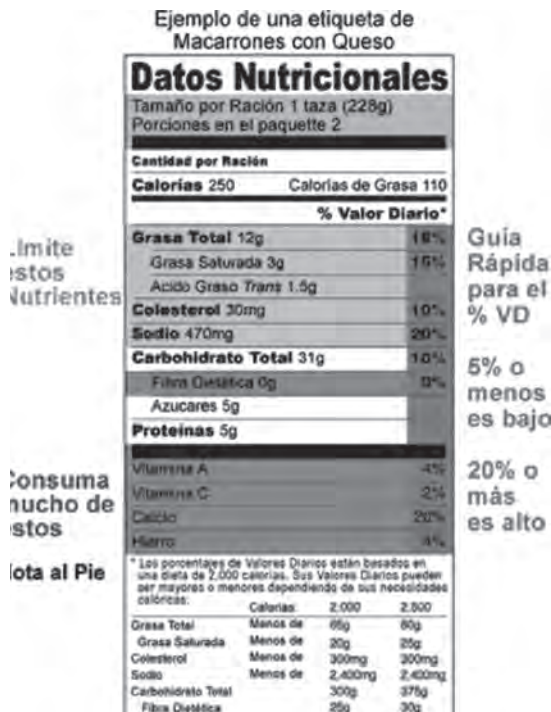 Ejemplo de una etiqueta de
Macarrones con Queso
Datos Nutricionales
Tamaño por Ración 1 taza (228g)
Porciones en el paquette 2
Cantidad por Ración
Calorías 250 Calorías de Grasa 110
% Valor Diario*
Grasa Total 12g 18%
Grasa Saturada 3g 15%
Acido Graso Trans 1.5g
Colesterol 30mg 10%
Sodio 470mg 20%
Carbohidrato Total 31g 10%
Fibra Dietética 0g 0%
Azucares 5g
Proteínas 5g
Vitamina A 4%
Vitamina C 2%
Calcio 20%
Hierro 4%
* Los porcentajes de Valores Diarios están basados en
una dieta de 2,000 calorías. Sus Valores Diarios pueden
ser mayores o menores dependiendo de sus necesidades
calóricas:
Calorías: 2,000 2,500
Grasa Total Menos de 65g 80g
Grasa Saturada Menos de 20g 25g
Colesterol Menos de 300mg 300mg
Sodio Menos de 2,400mg 2,400mg
Carbohidrato Total 300g 375g
Fibra Dietética 25g 30g
imite
stos
Nutrientes
Consuma
mucho de
stos
ota al Pie
Guía
Rápida
para el
% VD
5% o
menos
es bajo
20% o
más
es alto